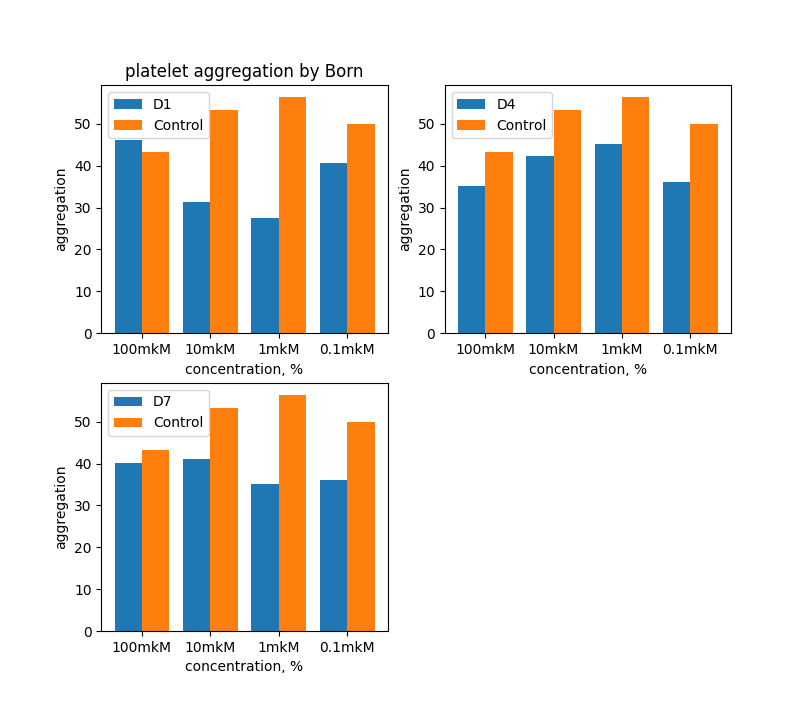 platelet aggregation by Born
D1
Control
aggregation
50
40
30
20
10
0
100mkM 10mkM 1mkM 0.1mkM
concentration, %
D4
Control
aggregation
50
40
30
20
10
0
100mkM 10mkM 1mkM 0.1mkM
concentration, %
D7
Control
aggregation
50
40
30
20
10
0
100mkM 10mkM 1mkM 0.1mkM
concentration, %